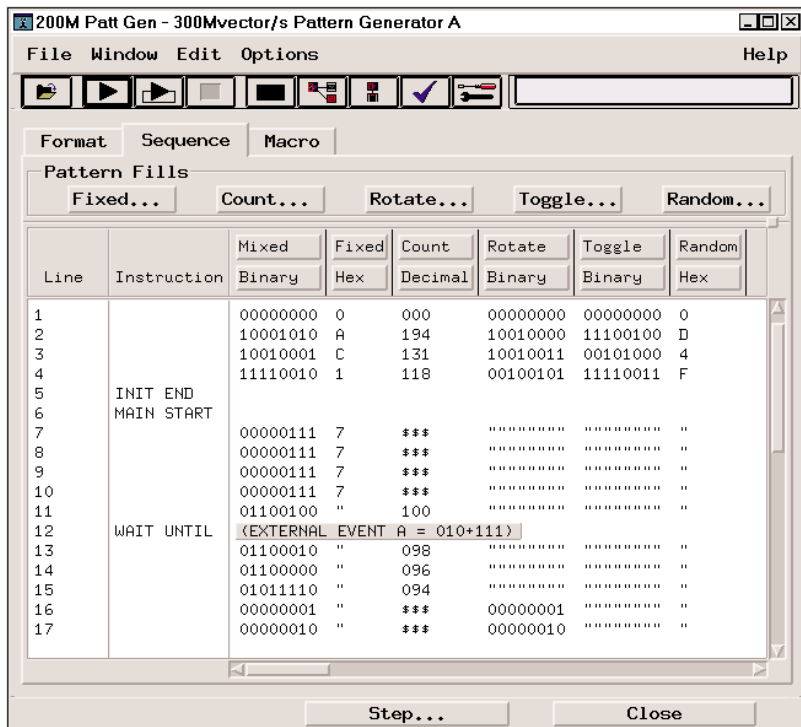 200M Patt Gen - 300Mvector/s Pattern Generator A
File Window Edit Options Help
Format Sequence Macro
Pattern Fills
Fixed... Count... Rotate... Toggle... Random...
Mixed Fixed Count Rotate Toggle Random
Line Instruction Binary Hex Decimal Binary Binary Hex
1 00000000 0 000 00000000 00000000 0
2 10001010 A 194 10010000 11100100 D
3 10010001 C 131 10010011 00101000 4
4 11110010 1 118 00100101 11110011 F
5 INIT END
6 MAIN START
7 00000111 7 $$$ """""""" """""""" "
8 00000111 7 $$$ """""""" """""""" "
9 00000111 7 $$$ """""""" """""""" "
10 00000111 7 $$$ """""""" """""""" "
11 01100100 " 100 """""""" """""""" "
12 WAIT UNTIL (EXTERNAL EVENT A = 010+111)
13 01100010 " 098 """""""" """""""" "
14 01100000 " 096 """""""" """""""" "
15 01011110 " 094 """""""" """""""" "
16 00000001 " $$$ 00000001 """""""" "
17 00000010 " $$$ 00000010 """""""" "
Step... Close